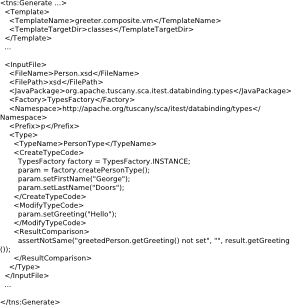 <tns:Generate ...>
<Template>
<TemplateName>greeter.composite.vm</TemplateName>
<TemplateTargetDir>classes</TemplateTargetDir>
</Template>
...
<InputFile>
<FileName>Person.xsd</FileName>
<FilePath>xsd</FilePath>
<JavaPackage>org.apache.tuscany.sca.itest.databinding.types</JavaPackage>
<Factory>TypesFactory</Factory>
<Namespace>http://apache.org/tuscany/sca/itest/databinding/types</
Namespace>
<Prefix>p</Prefix>
<Type>
<TypeName>PersonType</TypeName>
<CreateTypeCode>
TypesFactory factory = TypesFactory.INSTANCE;
param = factory.createPersonType();
param.setFirstName("George");
param.setLastName("Doors");
</CreateTypeCode>
<ModifyTypeCode>
param.setGreeting("Hello");
</ModifyTypeCode>
<ResultComparison>
assertNotSame("greetedPerson.getGreeting() not set", "", result.getGreeting
());
</ResultComparison>
</Type>
</InputFile>
...
</tns:Generate>